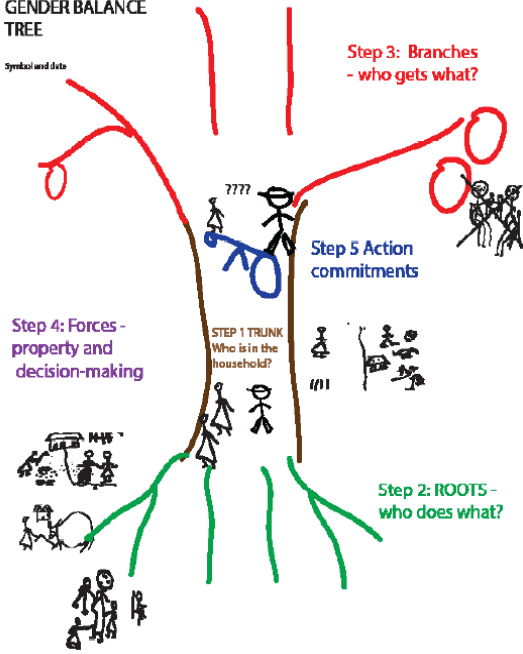 GENDER BALANCE
TREE
Symbol and date
Step 3: Branches
- who gets what?
????
Step 5 Action
commitments
Step 4: Forces -
property and
decision-making
STEP 1 TRUNK
Who is in the
household?
Step 2: ROOTS -
who does what?